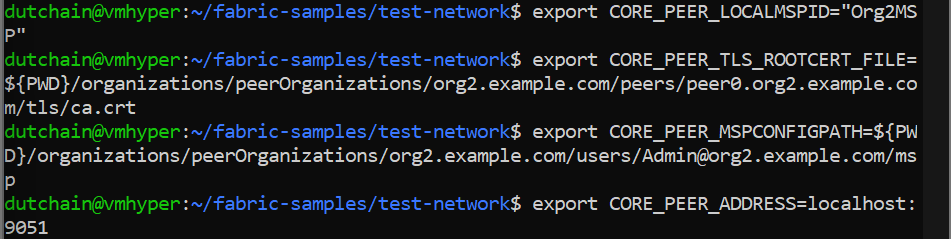 dutchain@vmhyper:~/fabric-samples/test-network$ export CORE_PEER_LOCALMSPID="Org2MS
P"
dutchain@vmhyper:~/fabric-samples/test-network$ export CORE_PEER_TLS_ROOTCERT_FILE=
${PWD}/organizations/peerOrganizations/org2.example.com/peers/peer0.org2.example.co
m/tls/ca.crt
dutchain@vmhyper:~/fabric-samples/test-network$ export CORE_PEER_MSPCONFIGPATH=${PW
D}/organizations/peerOrganizations/org2.example.com/users/Admin@org2.example.com/ms
p
dutchain@vmhyper:~/fabric-samples/test-network$ export CORE_PEER_ADDRESS=localhost:
9051